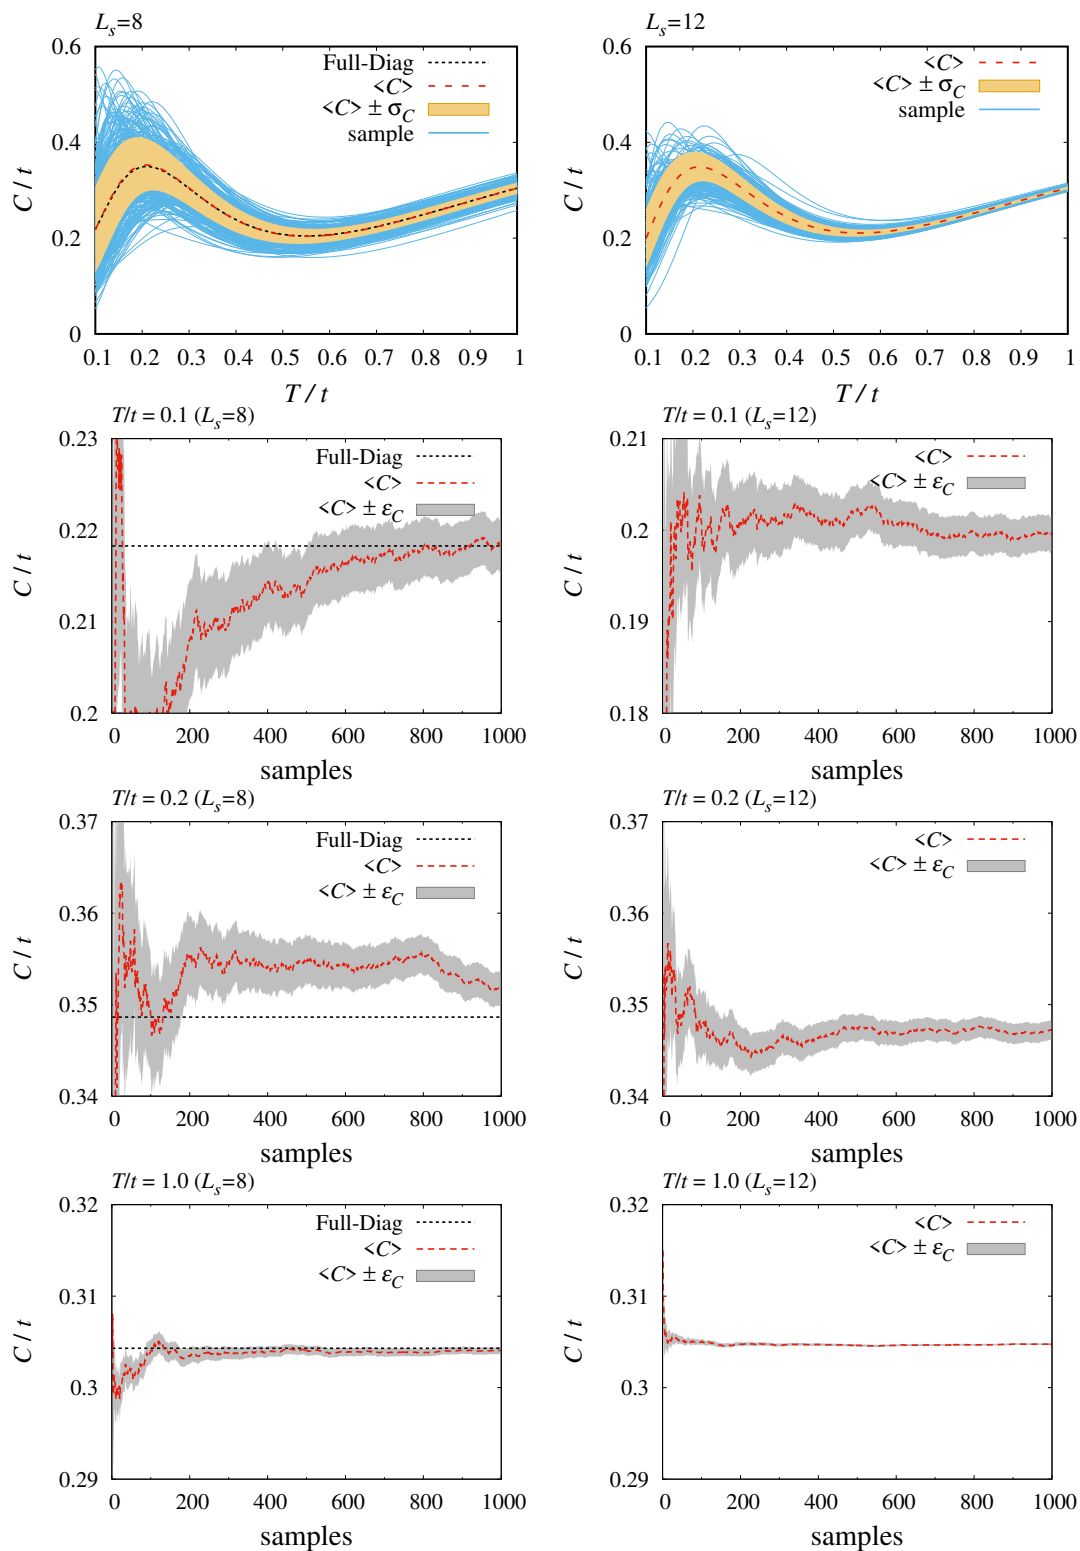 L_s=8
0.6
0.4
0.2
0
C / t
Full-Diag
<C>
<C> ± σ_C
sample
0.1 0.2 0.3 0.4 0.5 0.6 0.7 0.8 0.9 1
T / t
L_s=12
0.6
0.4
0.2
0
C / t
<C>
<C> ± σ_C
sample
0.1 0.2 0.3 0.4 0.5 0.6 0.7 0.8 0.9 1
T / t
T/t = 0.1 (L_s=8)
0.23
0.22
0.21
0.2
C / t
Full-Diag
<C>
<C> ± ε_C
0 200 400 600 800 1000
samples
T/t = 0.1 (L_s=12)
0.21
0.2
0.19
0.18
C / t
<C>
<C> ± ε_C
0 200 400 600 800 1000
samples
T/t = 0.2 (L_s=8)
0.37
0.36
0.35
0.34
C / t
Full-Diag
<C>
<C> ± ε_C
0 200 400 600 800 1000
samples
T/t = 0.2 (L_s=12)
0.37
0.36
0.35
0.34
C / t
<C>
<C> ± ε_C
0 200 400 600 800 1000
samples
T/t = 1.0 (L_s=8)
0.32
0.31
0.3
0.29
C / t
Full-Diag
<C>
<C> ± ε_C
0 200 400 600 800 1000
samples
T/t = 1.0 (L_s=12)
0.32
0.31
0.3
0.29
C / t
<C>
<C> ± ε_C
0 200 400 600 800 1000
samples